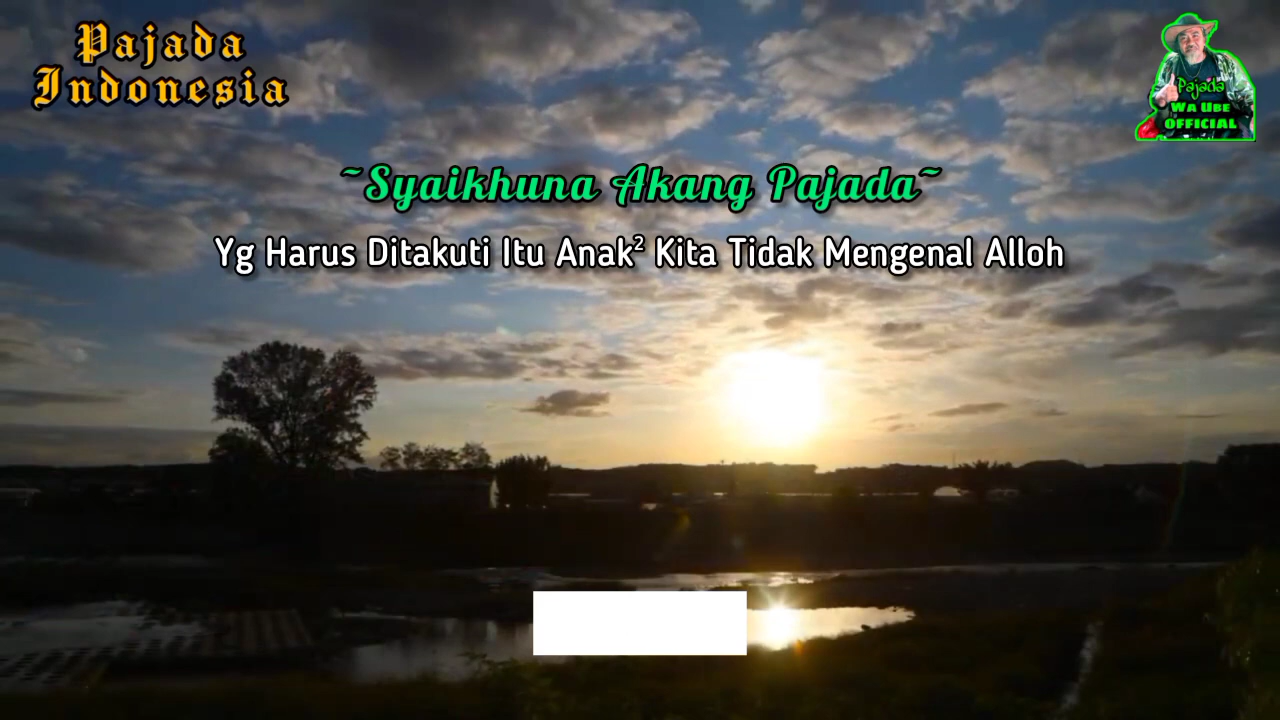 Pajada
Indonesia
Pajada
Wa Ube
OFFICIAL
~Syaikhuna Akang Pajada~
Yg Harus Ditakuti Itu Anak² Kita Tidak Mengenal Alloh